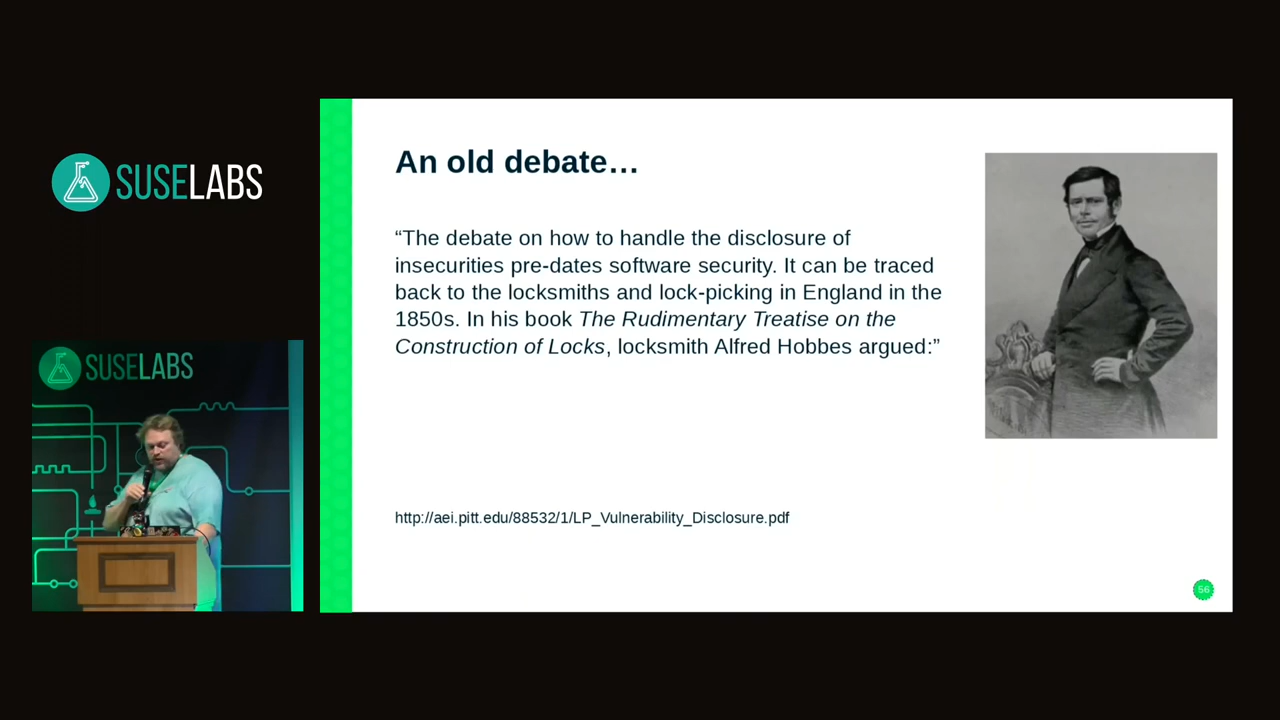 SUSELABS
SUSELABS
An old debate…
“The debate on how to handle the disclosure of
insecurities pre-dates software security. It can be traced
back to the locksmiths and lock-picking in England in the
1850s. In his book The Rudimentary Treatise on the
Construction of Locks, locksmith Alfred Hobbes argued:”
http://aei.pitt.edu/88532/1/LP_Vulnerability_Disclosure.pdf
56